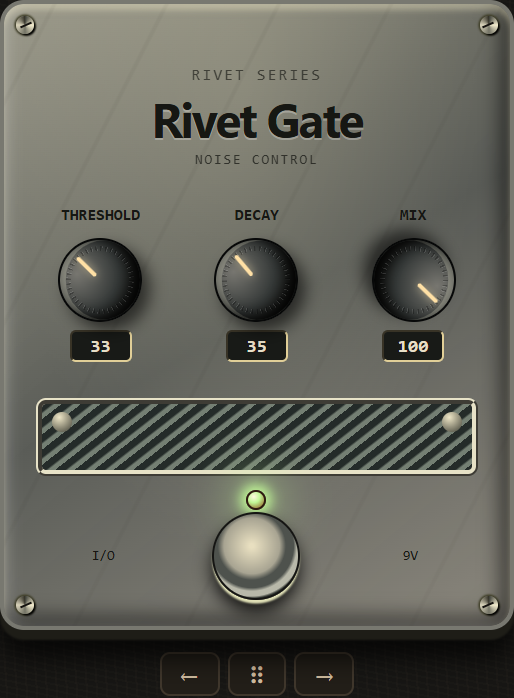 RIVET SERIES
Rivet Gate
NOISE CONTROL
THRESHOLD DECAY MIX
33 35 100
I/O 9V
← ⠿ →